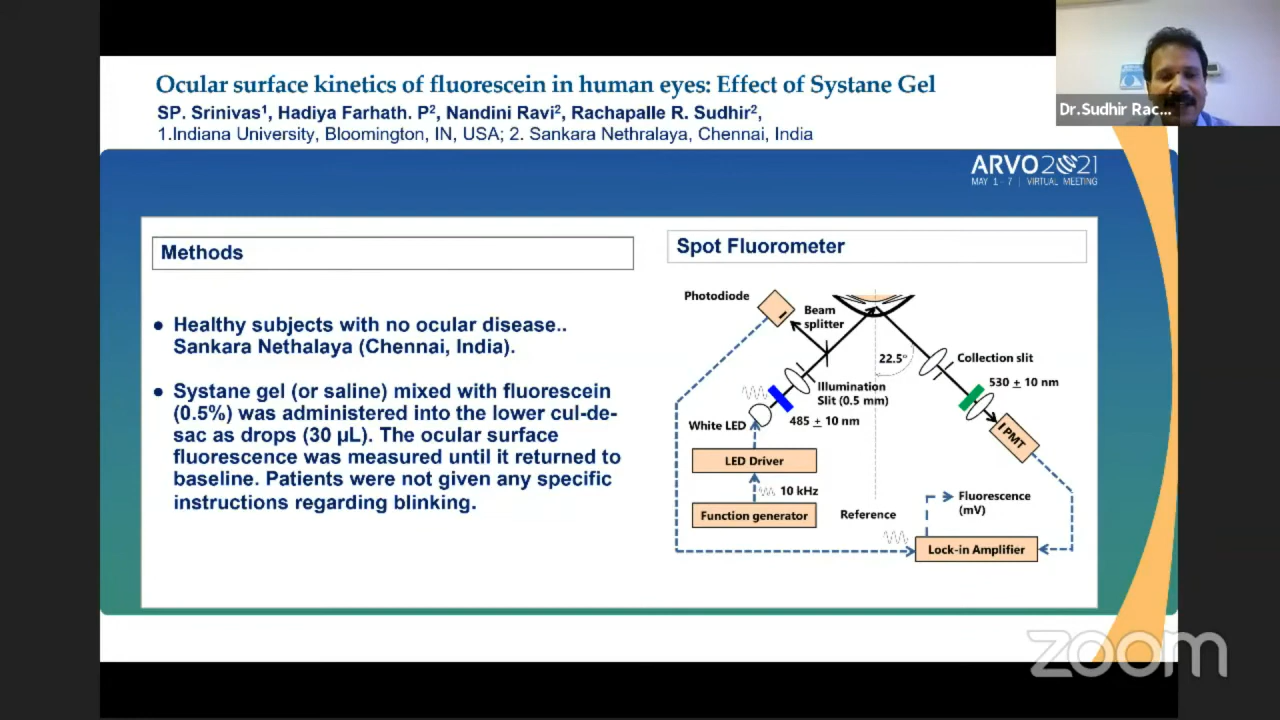 Ocular surface kinetics of fluorescein in human eyes: Effect of Systane Gel
SP. Srinivas¹, Hadiya Farhath. P², Nandini Ravi², Rachapalle R. Sudhir²,
1.Indiana University, Bloomington, IN, USA; 2. Sankara Nethralaya, Chennai, India
Dr.Sudhir Rac...
ARVO 2021
MAY 1 - 7 | VIRTUAL MEETING
Methods
● Healthy subjects with no ocular disease..
Sankara Nethalaya (Chennai, India).
● Systane gel (or saline) mixed with fluorescein
(0.5%) was administered into the lower cul-de-
sac as drops (30 µL). The ocular surface
fluorescence was measured until it returned to
baseline. Patients were not given any specific
instructions regarding blinking.
Spot Fluorometer
Photodiode
Beam
splitter
22.5°
Collection slit
530 ± 10 nm
Illumination
Slit (0.5 mm)
485 ± 10 nm
White LED
PMT
LED Driver
10 kHz
Function generator
Reference
Fluorescence
(mV)
Lock-in Amplifier
zoom